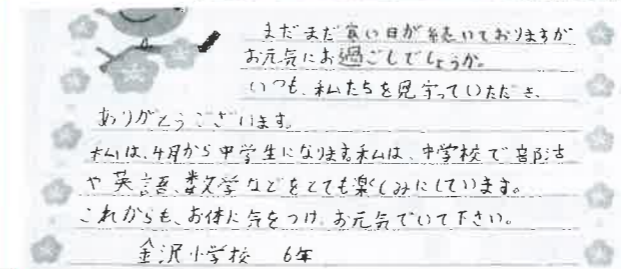 まだまだ寒い日が続いておりますが
お元気にお過ごしでしょうか。
いつも、私たちを見守っていただき、
ありがとうございます。
私は、4月から中学生になります私は、中学校で部活
や英語、数学などをとても楽しみにしています。
これからも、お体に気をつけ、お元気でいて下さい。
金沢小学校 6年